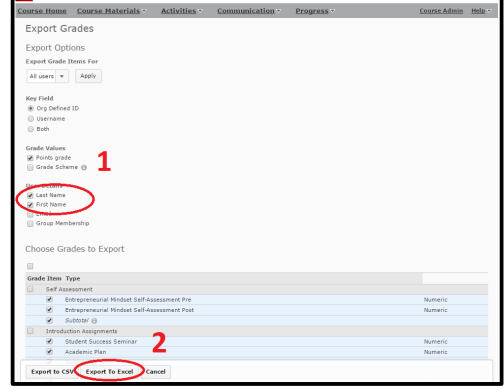 Course Home Course Materials Activities Communication Progress Course Admin Help
Export Grades
Export Options
Export Grade Items For
All users Apply
Key Field
Org Defined ID
Username
Both
Grade Values
Points grade
1
Grade Scheme
User Details
Last Name
First Name
Email
Group Membership
Choose Grades to Export
Grade Item Type
Self Assessment
Entrepreneurial Mindset Self-Assessment Pre Numeric
Entrepreneurial Mindset Self-Assessment Post Numeric
Subtotal
Introduction Assignments
2
Student Success Seminar Numeric
Academic Plan Numeric
Export to CSV Export To Excel Cancel